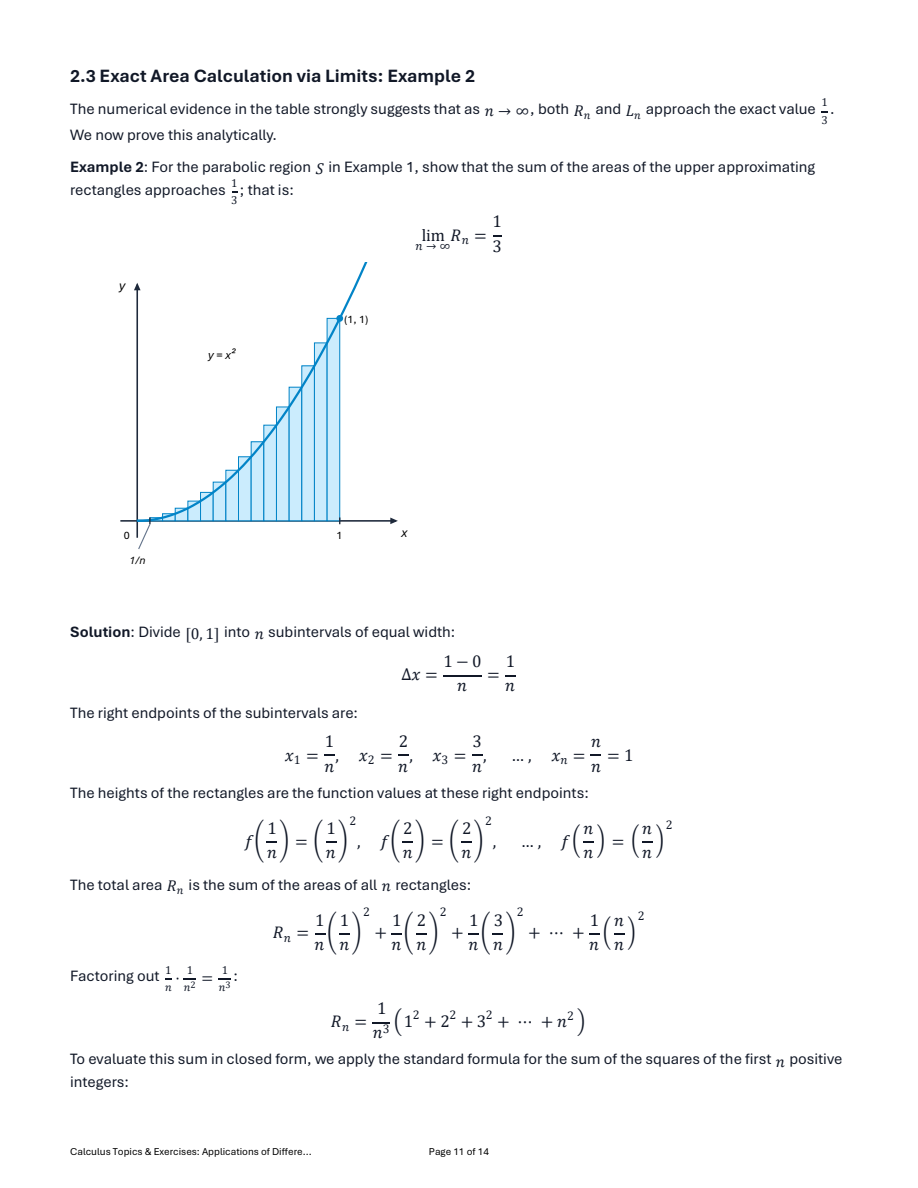 2.3 Exact Area Calculation via Limits: Example 2
The numerical evidence in the table strongly suggests that as n → ∞, both Rₙ and Lₙ approach the exact value 1/3.
We now prove this analytically.
Example 2: For the parabolic region S in Example 1, show that the sum of the areas of the upper approximating
rectangles approaches 1/3; that is:
lim n→∞ Rₙ = 1/3
y
(1, 1)
y = x²
0
1
x
1/n
Solution: Divide [0, 1] into n subintervals of equal width:
Δx = (1 − 0)/n = 1/n
The right endpoints of the subintervals are:
x₁ = 1/n, x₂ = 2/n, x₃ = 3/n, … , xₙ = n/n = 1
The heights of the rectangles are the function values at these right endpoints:
f(1/n) = (1/n)², f(2/n) = (2/n)², … , f(n/n) = (n/n)²
The total area Rₙ is the sum of the areas of all n rectangles:
Rₙ = 1/n(1/n)² + 1/n(2/n)² + 1/n(3/n)² + ⋯ + 1/n(n/n)²
Factoring out 1/n · 1/n² = 1/n³:
Rₙ = 1/n³(1² + 2² + 3² + ⋯ + n²)
To evaluate this sum in closed form, we apply the standard formula for the sum of the squares of the first n positive
integers:
Calculus Topics & Exercises: Applications of Differe... Page 11 of 14